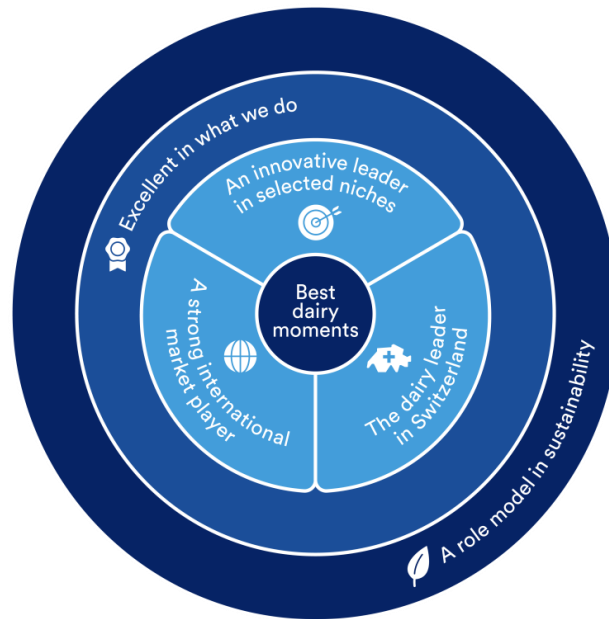 Excellent in what we do
An innovative leader
in selected niches
Best
dairy
moments
A strong international
market player
The dairy leader
in Switzerland
A role model in sustainability